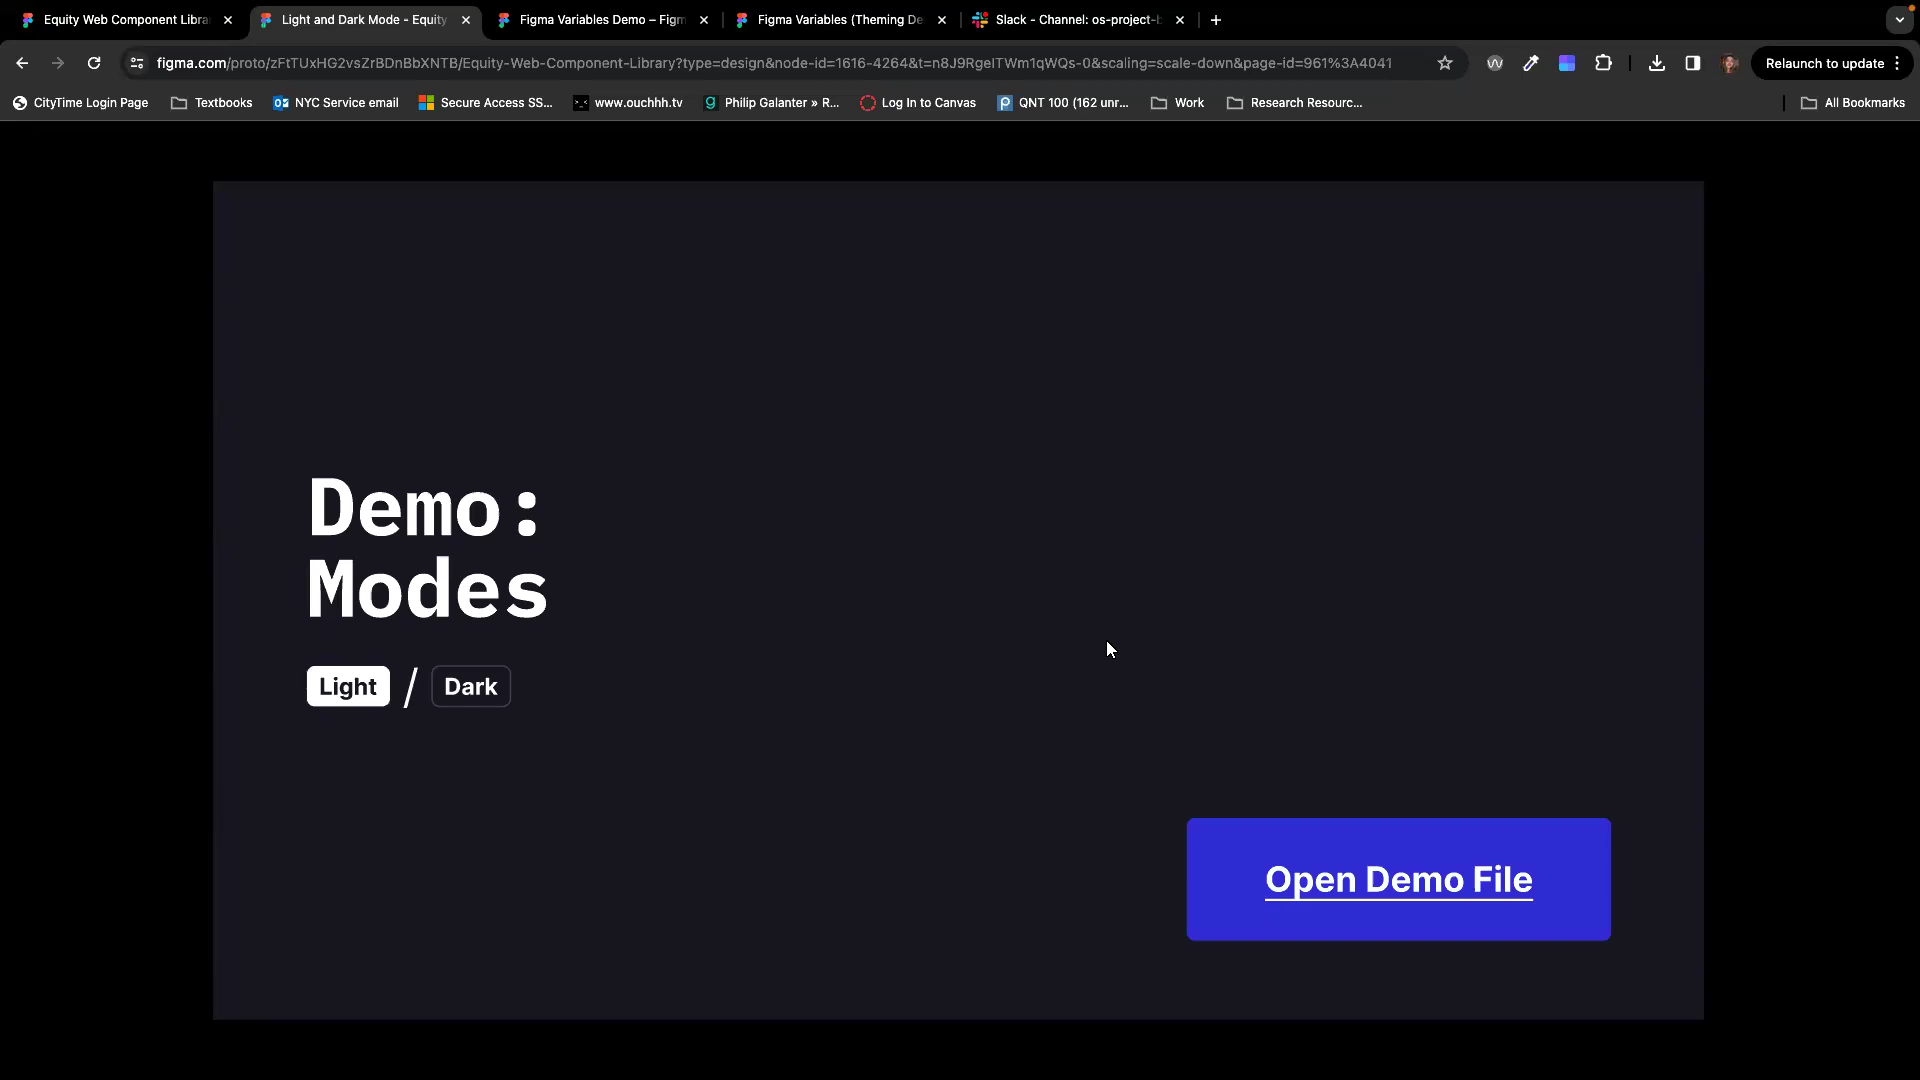 Equity Web Component Libra
Light and Dark Mode - Equity
Figma Variables Demo – Figm
Figma Variables (Theming De
Slack - Channel: os-project-b
figma.com/proto/zFtTUxHG2vsZrBDnBbXNTB/Equity-Web-Component-Library?type=design&node-id=1616-4264&t=n8J9RgeITWm1qWQs-0&scaling=scale-down&page-id=961%3A4041
Relaunch to update
CityTime Login Page
Textbooks
NYC Service email
Secure Access SS...
www.ouchhh.tv
Philip Galanter » R...
Log In to Canvas
QNT 100 (162 unr...
Work
Research Resourc...
All Bookmarks
Demo:
Modes
Light / Dark
Open Demo File